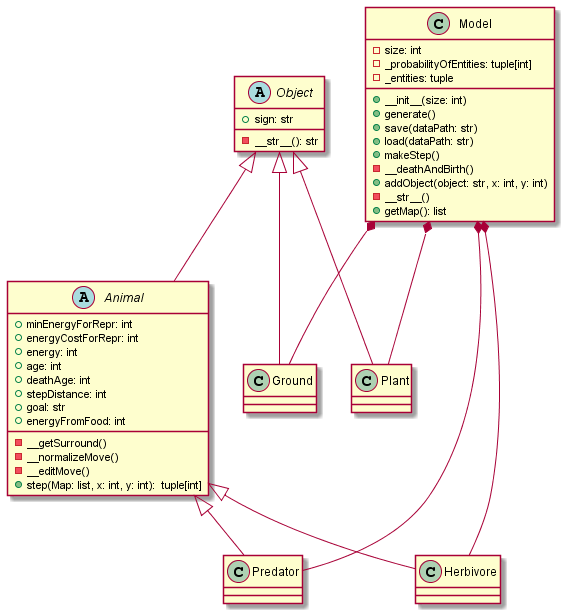 C Model
size: int
_probabilityOfEntities: tuple[int]
_entities: tuple
__init__(size: int)
generate()
save(dataPath: str)
load(dataPath: str)
makeStep()
__deathAndBirth()
addObject(object: str, x: int, y: int)
__str__()
getMap(): list
A Object
sign: str
__str__(): str
A Animal
minEnergyForRepr: int
energyCostForRepr: int
energy: int
age: int
deathAge: int
stepDistance: int
goal: str
energyFromFood: int
__getSurround()
__normalizeMove()
__editMove()
step(Map: list, x: int, y: int): tuple[int]
C Ground
C Plant
C Predator
C Herbivore